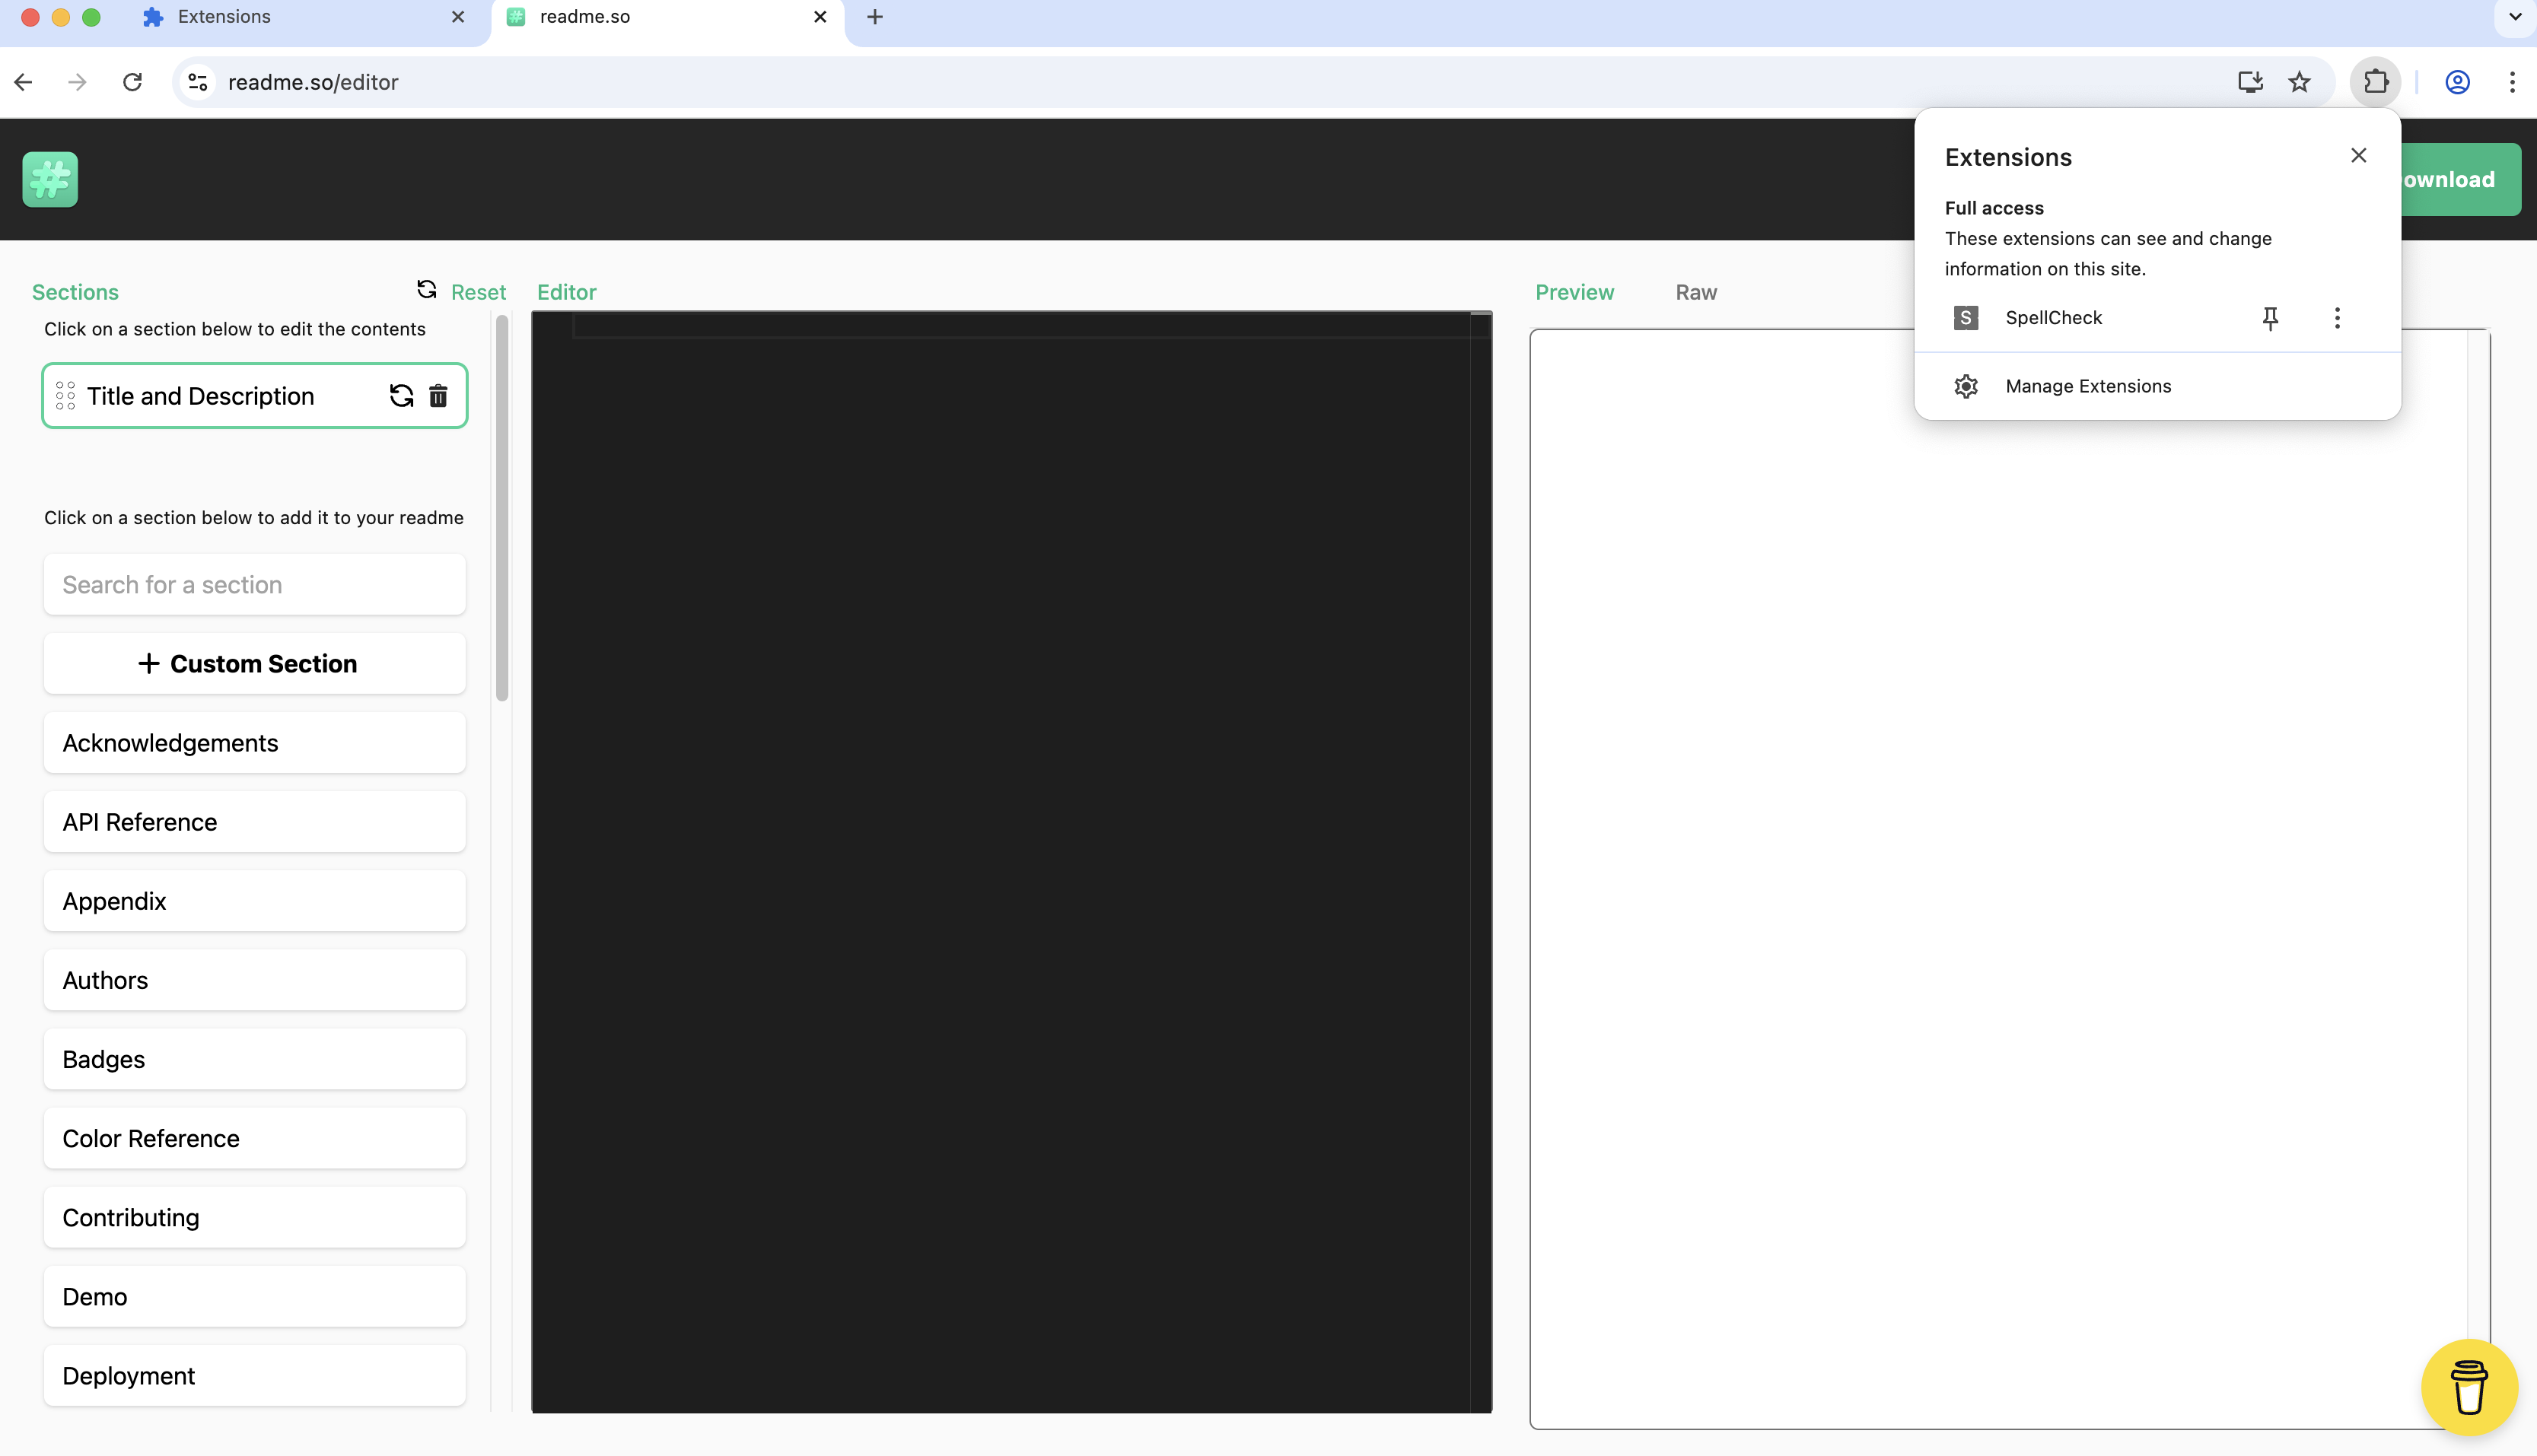 Extensions
readme.so
readme.so/editor
Extensions
Full access
These extensions can see and change
information on this site.
S SpellCheck
Manage Extensions
ownload
Sections
Reset
Click on a section below to edit the contents
Title and Description
Click on a section below to add it to your readme
Search for a section
+ Custom Section
Acknowledgements
API Reference
Appendix
Authors
Badges
Color Reference
Contributing
Demo
Deployment
Editor
Preview Raw